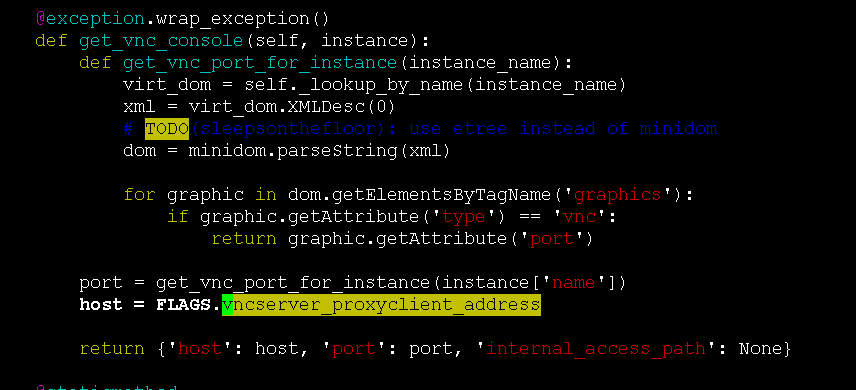 @exception.wrap_exception()
def get_vnc_console(self, instance):
    def get_vnc_port_for_instance(instance_name):
        virt_dom = self._lookup_by_name(instance_name)
        xml = virt_dom.XMLDesc(0)
        # TODO(sleepsonthefloor): use etree instead of minidom
        dom = minidom.parseString(xml)

        for graphic in dom.getElementsByTagName('graphics'):
            if graphic.getAttribute('type') == 'vnc':
                return graphic.getAttribute('port')

    port = get_vnc_port_for_instance(instance['name'])
    host = FLAGS.vncserver_proxyclient_address

    return {'host': host, 'port': port, 'internal_access_path': None}

@staticmethod